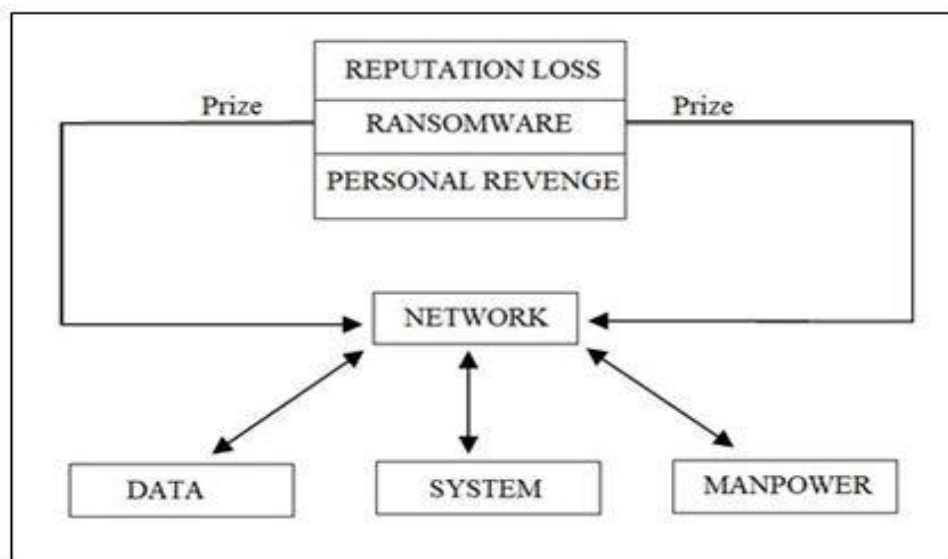 REPUTATION LOSS
Prize
RANSOMWARE
Prize
PERSONAL REVENGE
NETWORK
DATA
SYSTEM
MANPOWER